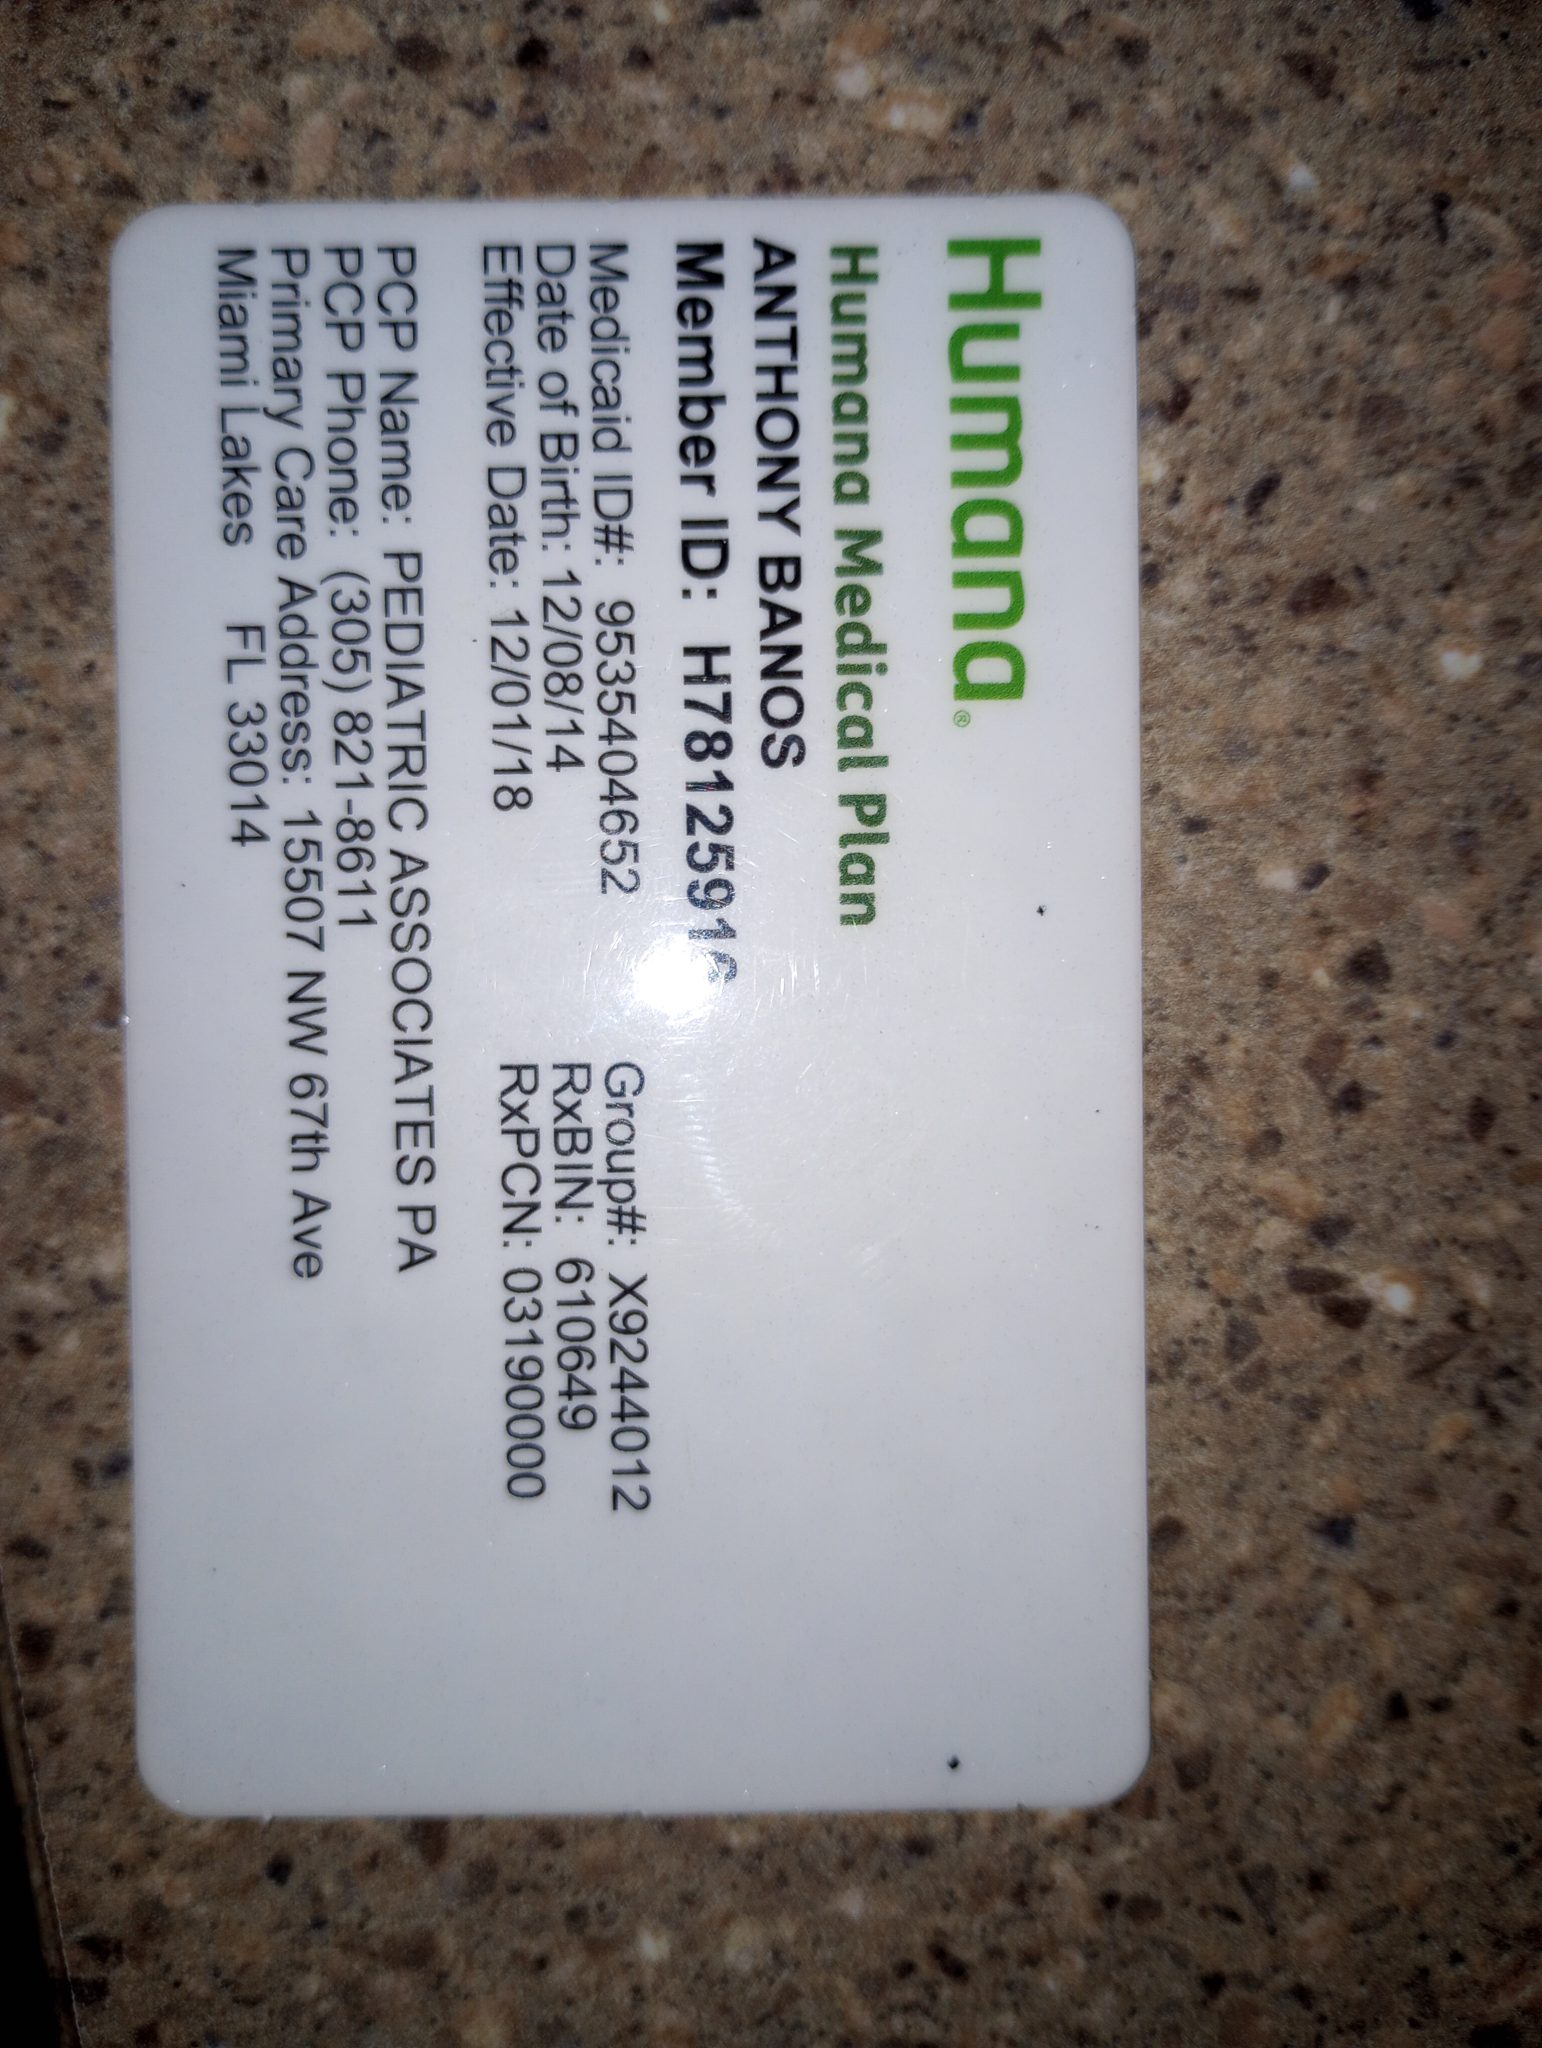 Humana®
Humana Medical Plan
ANTHONY BANOS
Member ID:
Medicaid ID#: 9535404652
Group#: X9244012
Date of Birth: 12/08/14
RxBIN: 610649
Effective Date: 12/01/18
RxPCN: 03190000
PCP Name: PEDIATRIC ASSOCIATES PA
PCP Phone: (305) 821-8611
Primary Care Address: 15507 NW 67th Ave
Miami Lakes FL 33014